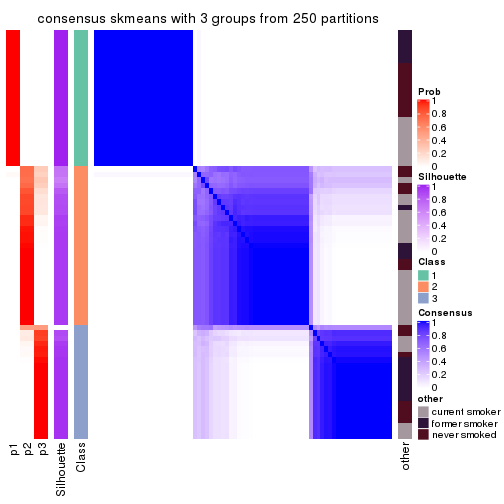 consensus skmeans with 3 groups from 250 partitions
Prob
1
0.8
0.6
0.4
0.2
0
Silhouette
1
0.8
0.6
0.4
0.2
0
Class
1
2
3
Consensus
1
0.8
0.6
0.4
0.2
0
other
current smoker
former smoker
never smoked
p1
p2
p3
Silhouette
Class
other